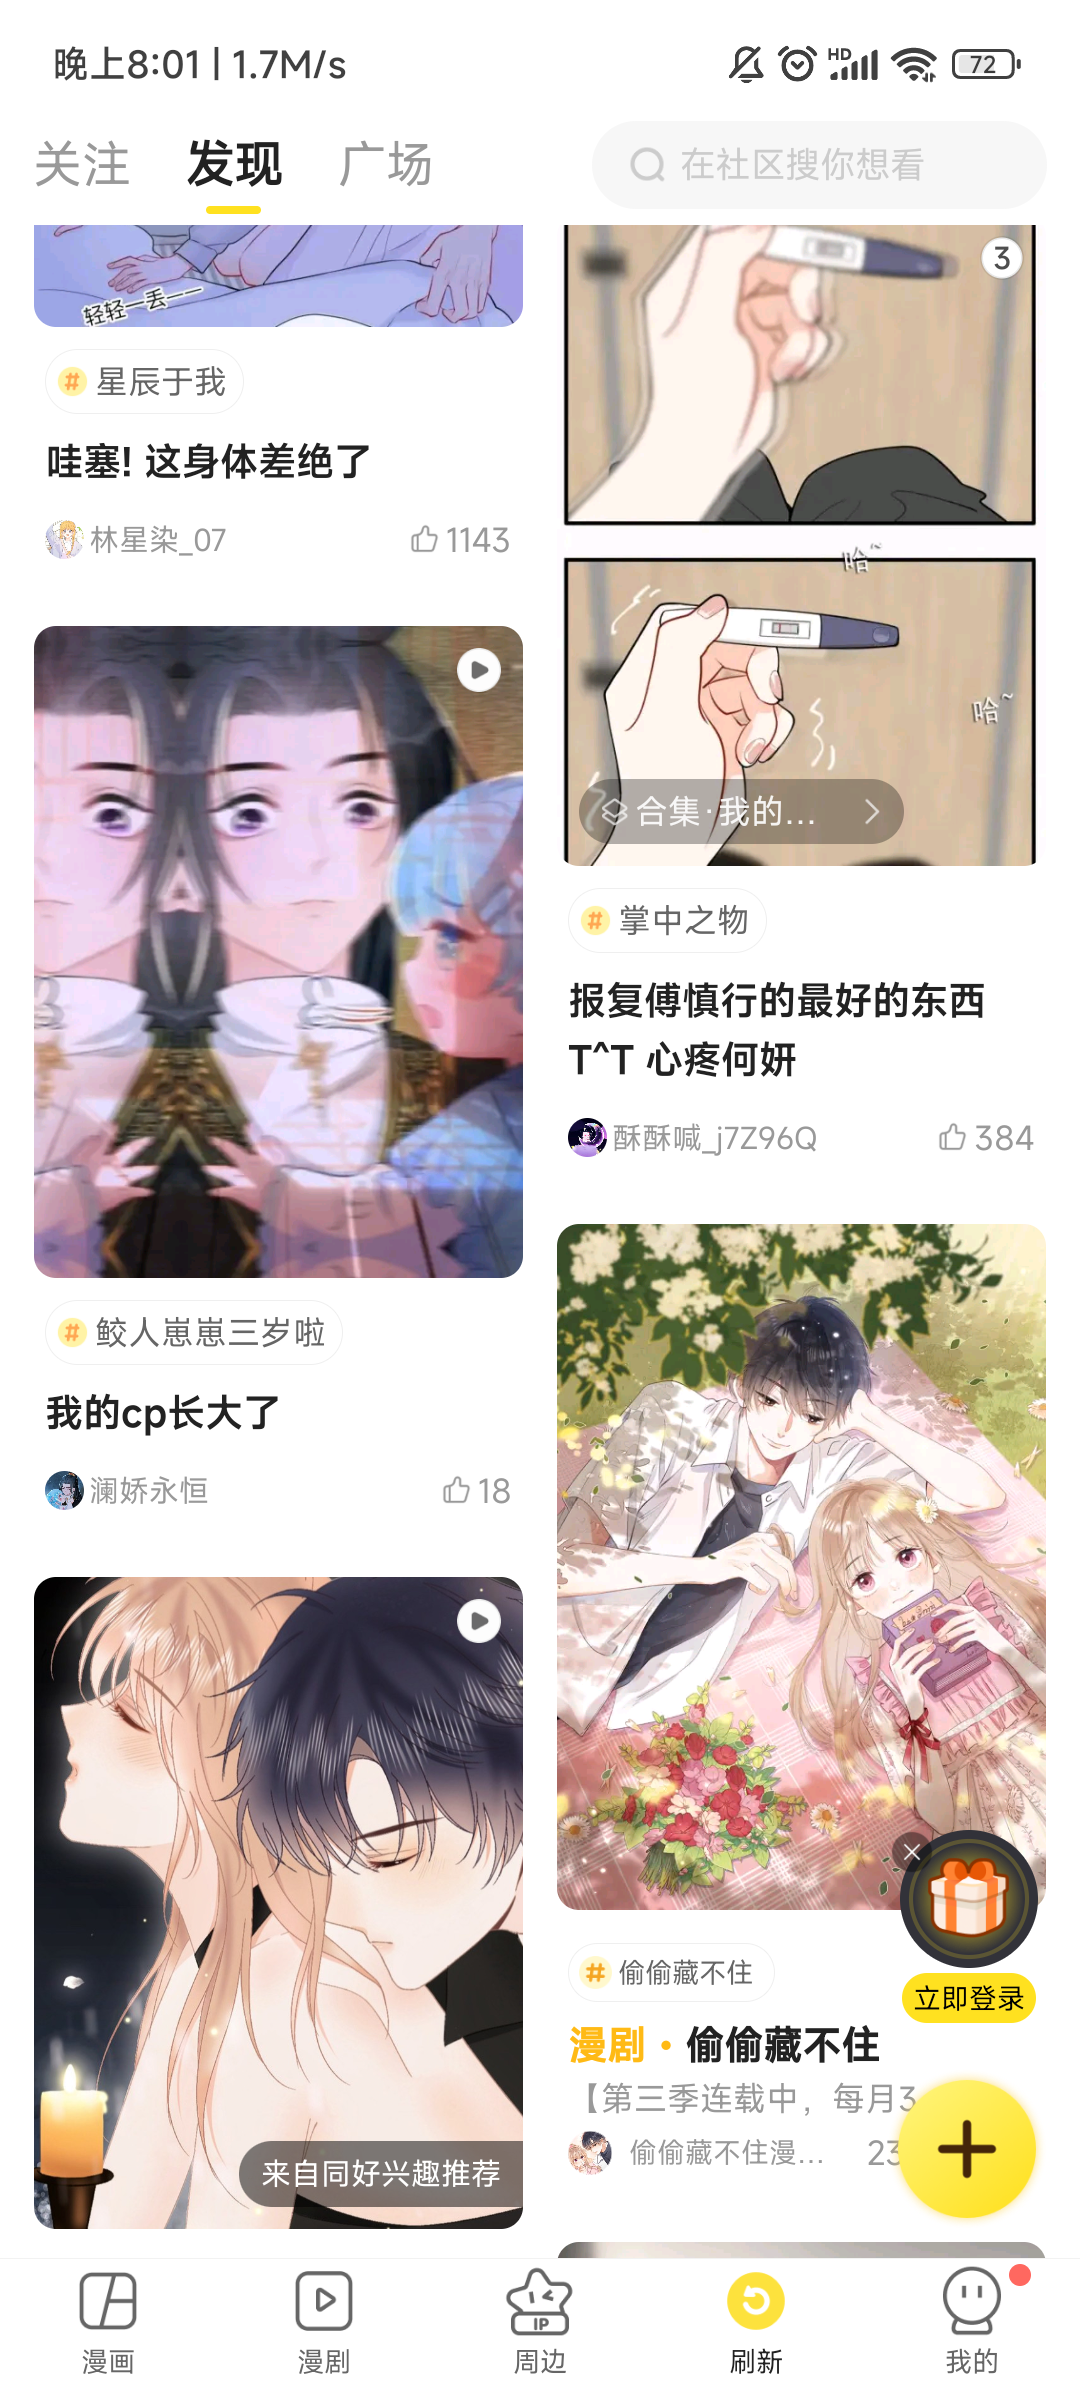 晚上8:01 | 1.7M/s
HD
72
关注 发现 广场
在社区搜你想看
轻轻一丢一一
# 星辰于我
哇塞! 这身体差绝了
林星染_07
1143
# 鲛人崽崽三岁啦
我的cp长大了
澜娇永恒
18
来自同好兴趣推荐
3
哈~
哈~
合集·我的...
# 掌中之物
报复傅慎行的最好的东西
T^T 心疼何妍
酥酥喊_j7Z96Q
384
# 偷偷藏不住
漫剧 · 偷偷藏不住
【第三季连载中，每月3
偷偷藏不住漫...
23
立即登录
漫画
漫剧
IP
周边
刷新
我的